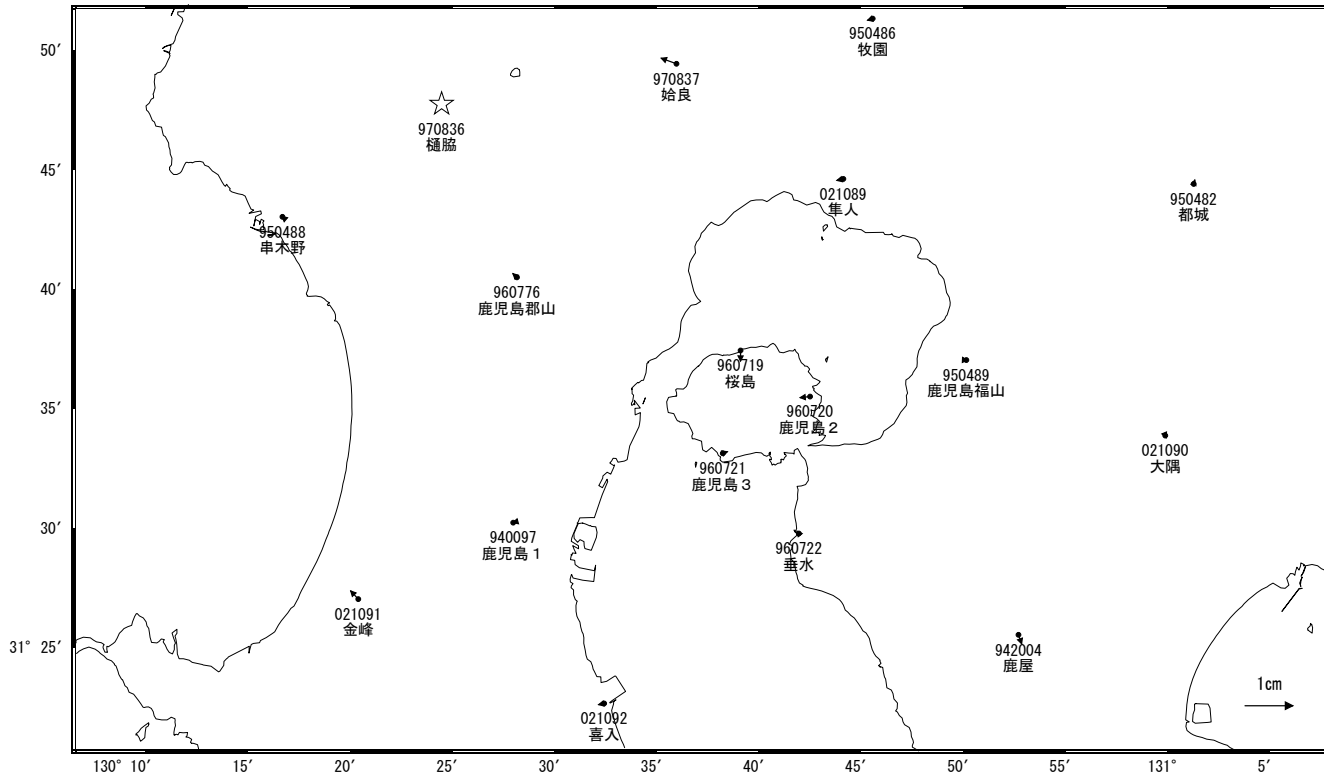 50′
950486
牧園
970837
姶良
970836
樋脇
45′
021089
隼人
950482
都城
950488
串木野
40′
960776
鹿児島郡山
960719
桜島
950489
鹿児島福山
35′
960720
鹿児島２
021090
大隅
960721
鹿児島３
30′
940097
鹿児島１
960722
垂水
021091
金峰
31° 25′
942004
鹿屋
1cm
021092
喜入
130° 10′ 15′ 20′ 25′ 30′ 35′ 40′ 45′ 50′ 55′ 131° 5′